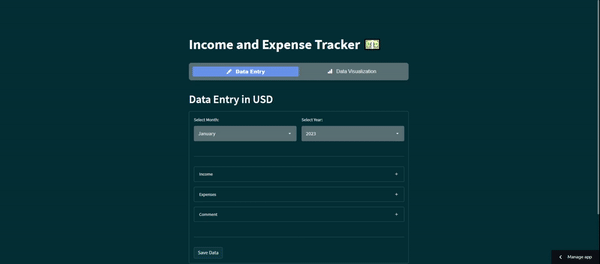 Income and Expense Tracker
Data Entry
Data Visualization
Data Entry in USD
Select Month:
Select Year:
January
2023
Income
Expenses
Comment
Save Data
Manage app